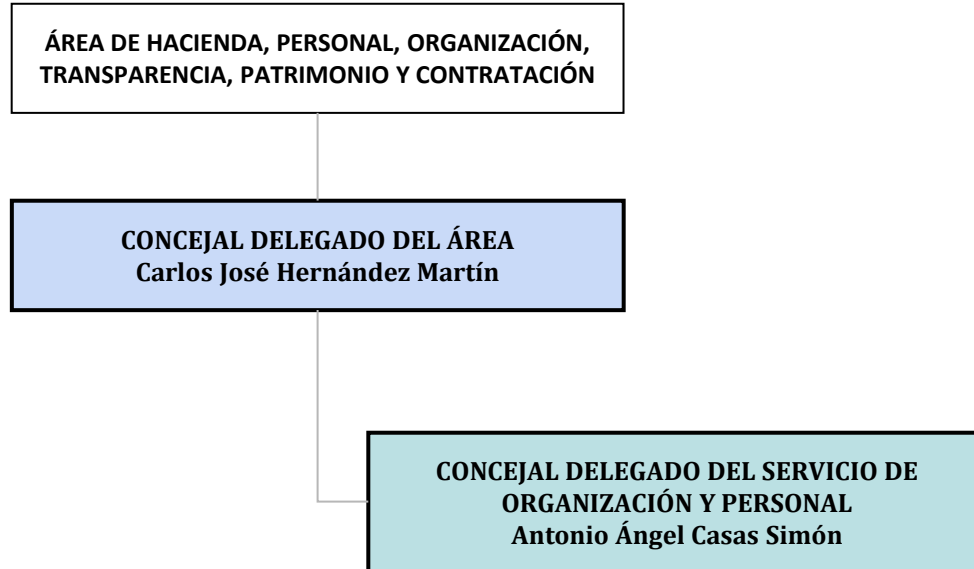 ÁREA DE HACIENDA, PERSONAL, ORGANIZACIÓN,
TRANSPARENCIA, PATRIMONIO Y CONTRATACIÓN
CONCEJAL DELEGADO DEL ÁREA
Carlos José Hernández Martín
CONCEJAL DELEGADO DEL SERVICIO DE
ORGANIZACIÓN Y PERSONAL
Antonio Ángel Casas Simón